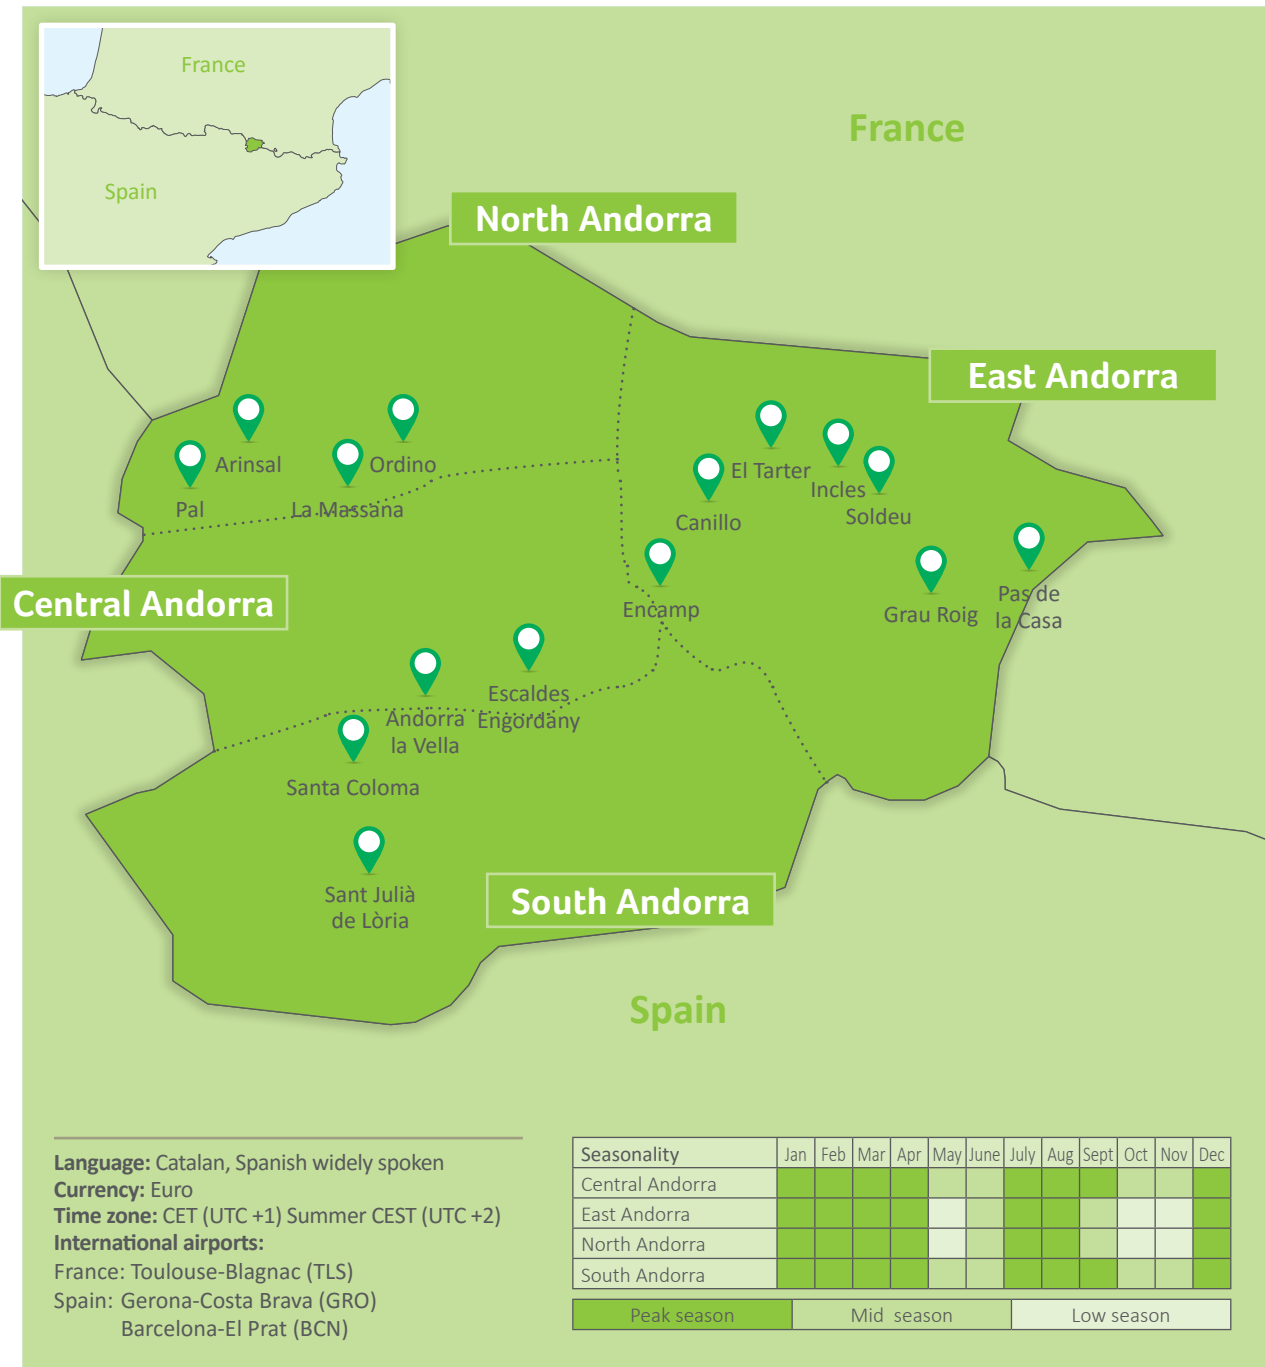 France
Spain
France
North Andorra
East Andorra
Arinsal
Ordino
Pal
La Massana
El Tarter
Incles
Canillo
Soldeu
Central Andorra
Encamp
Grau Roig
Pas de
la Casa
Escaldes
Engordany
Andorra
la Vella
Santa Coloma
Sant Julià
de Lòria
South Andorra
Spain
Language: Catalan, Spanish widely spoken
Currency: Euro
Time zone: CET (UTC +1) Summer CEST (UTC +2)
International airports:
France: Toulouse-Blagnac (TLS)
Spain: Gerona-Costa Brava (GRO)
Barcelona-El Prat (BCN)
Seasonality Jan Feb Mar Apr May June July Aug Sept Oct Nov Dec
Central Andorra
East Andorra
North Andorra
South Andorra
Peak season Mid season Low season